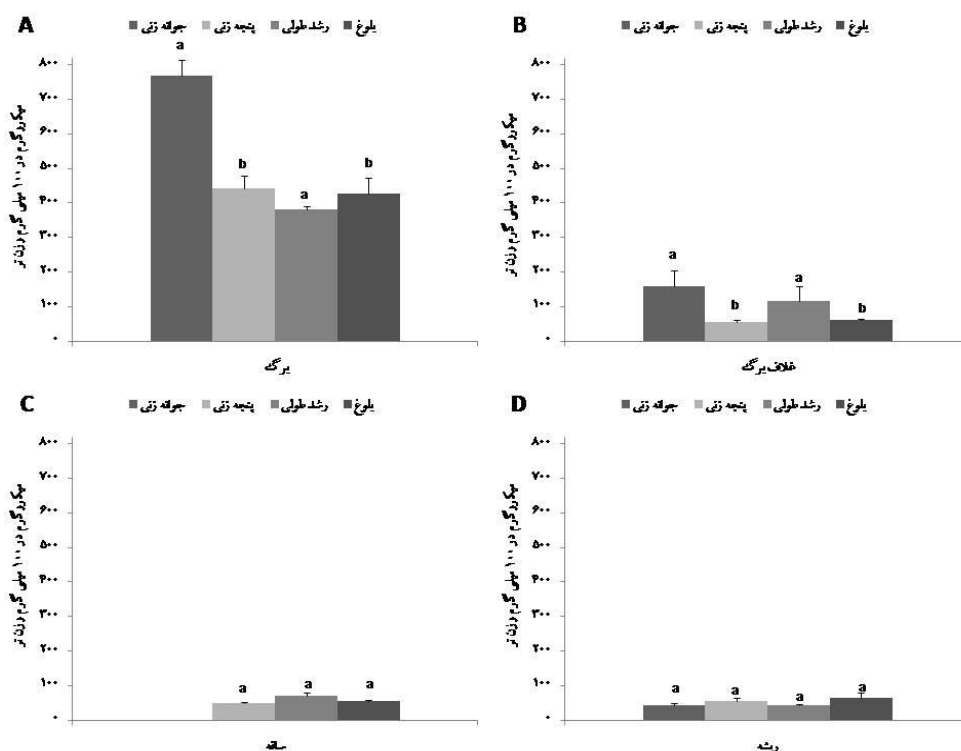 A
جوانه زنی پنجه زنی رشد طولی بلوغ
a
b
a
b
۸۰۰
۷۰۰
۶۰۰
۵۰۰
۴۰۰
۳۰۰
۲۰۰
۱۰۰
۰
میکروگرم در ۱۰۰ میلی گرم وزن تر
برگ
B
جوانه زنی پنجه زنی رشد طولی بلوغ
a
b
a
b
۸۰۰
۷۰۰
۶۰۰
۵۰۰
۴۰۰
۳۰۰
۲۰۰
۱۰۰
۰
میکروگرم در ۱۰۰ میلی گرم وزن تر
غلاف برگ
C
جوانه زنی پنجه زنی رشد طولی بلوغ
a
a
a
۸۰۰
۷۰۰
۶۰۰
۵۰۰
۴۰۰
۳۰۰
۲۰۰
۱۰۰
۰
میکروگرم در ۱۰۰ میلی گرم وزن تر
ساقه
D
جوانه زنی پنجه زنی رشد طولی بلوغ
a
a
a
a
۸۰۰
۷۰۰
۶۰۰
۵۰۰
۴۰۰
۳۰۰
۲۰۰
۱۰۰
۰
میکروگرم در ۱۰۰ میلی گرم وزن تر
ریشه